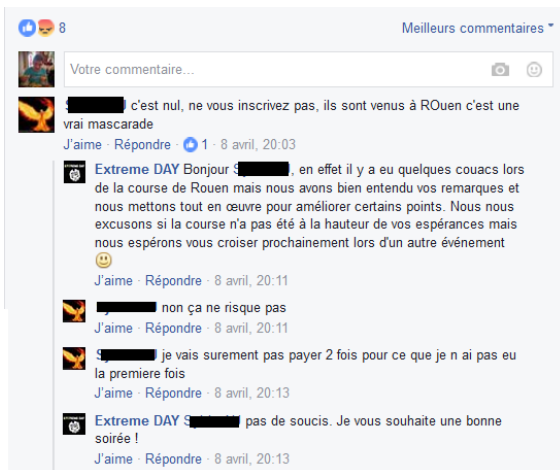 8
Meilleurs commentaires
Votre commentaire...
c'est nul, ne vous inscrivez pas, ils sont venus à ROuen c'est une
vrai mascarade
J'aime · Répondre · 1 · 8 avril, 20:03
Extreme DAY Bonjour , en effet il y a eu quelques couacs lors
de la course de Rouen mais nous avons bien entendu vos remarques et
nous mettons tout en œuvre pour améliorer certains points. Nous nous
excusons si la course n'a pas été à la hauteur de vos espérances mais
nous espérons vous croiser prochainement lors d'un autre événement
J'aime · Répondre · 8 avril, 20:11
non ça ne risque pas
J'aime · Répondre · 8 avril, 20:11
je vais surement pas payer 2 fois pour ce que je n ai pas eu
la premiere fois
J'aime · Répondre · 8 avril, 20:13
Extreme DAY pas de soucis. Je vous souhaite une bonne
soirée !
J'aime · Répondre · 8 avril, 20:13